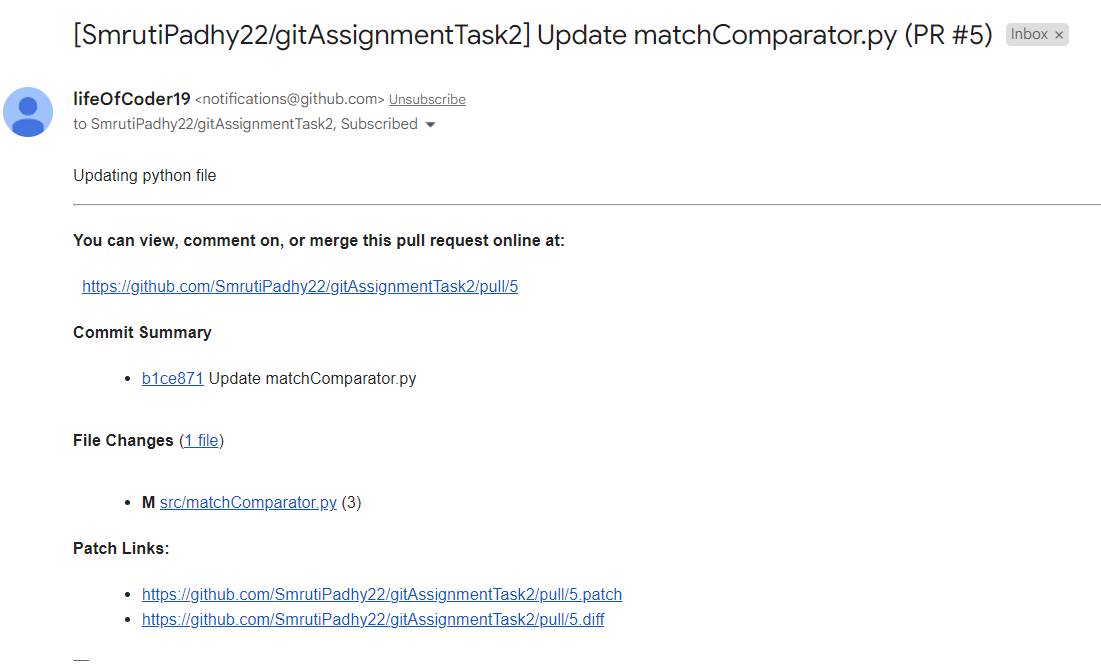 [SmrutiPadhy22/gitAssignmentTask2] Update matchComparator.py (PR #5) Inbox ×
lifeOfCoder19 <notifications@github.com> Unsubscribe
to SmrutiPadhy22/gitAssignmentTask2, Subscribed
Updating python file
You can view, comment on, or merge this pull request online at:
https://github.com/SmrutiPadhy22/gitAssignmentTask2/pull/5
Commit Summary
• b1ce871 Update matchComparator.py
File Changes (1 file)
• M src/matchComparator.py (3)
Patch Links:
• https://github.com/SmrutiPadhy22/gitAssignmentTask2/pull/5.patch
• https://github.com/SmrutiPadhy22/gitAssignmentTask2/pull/5.diff